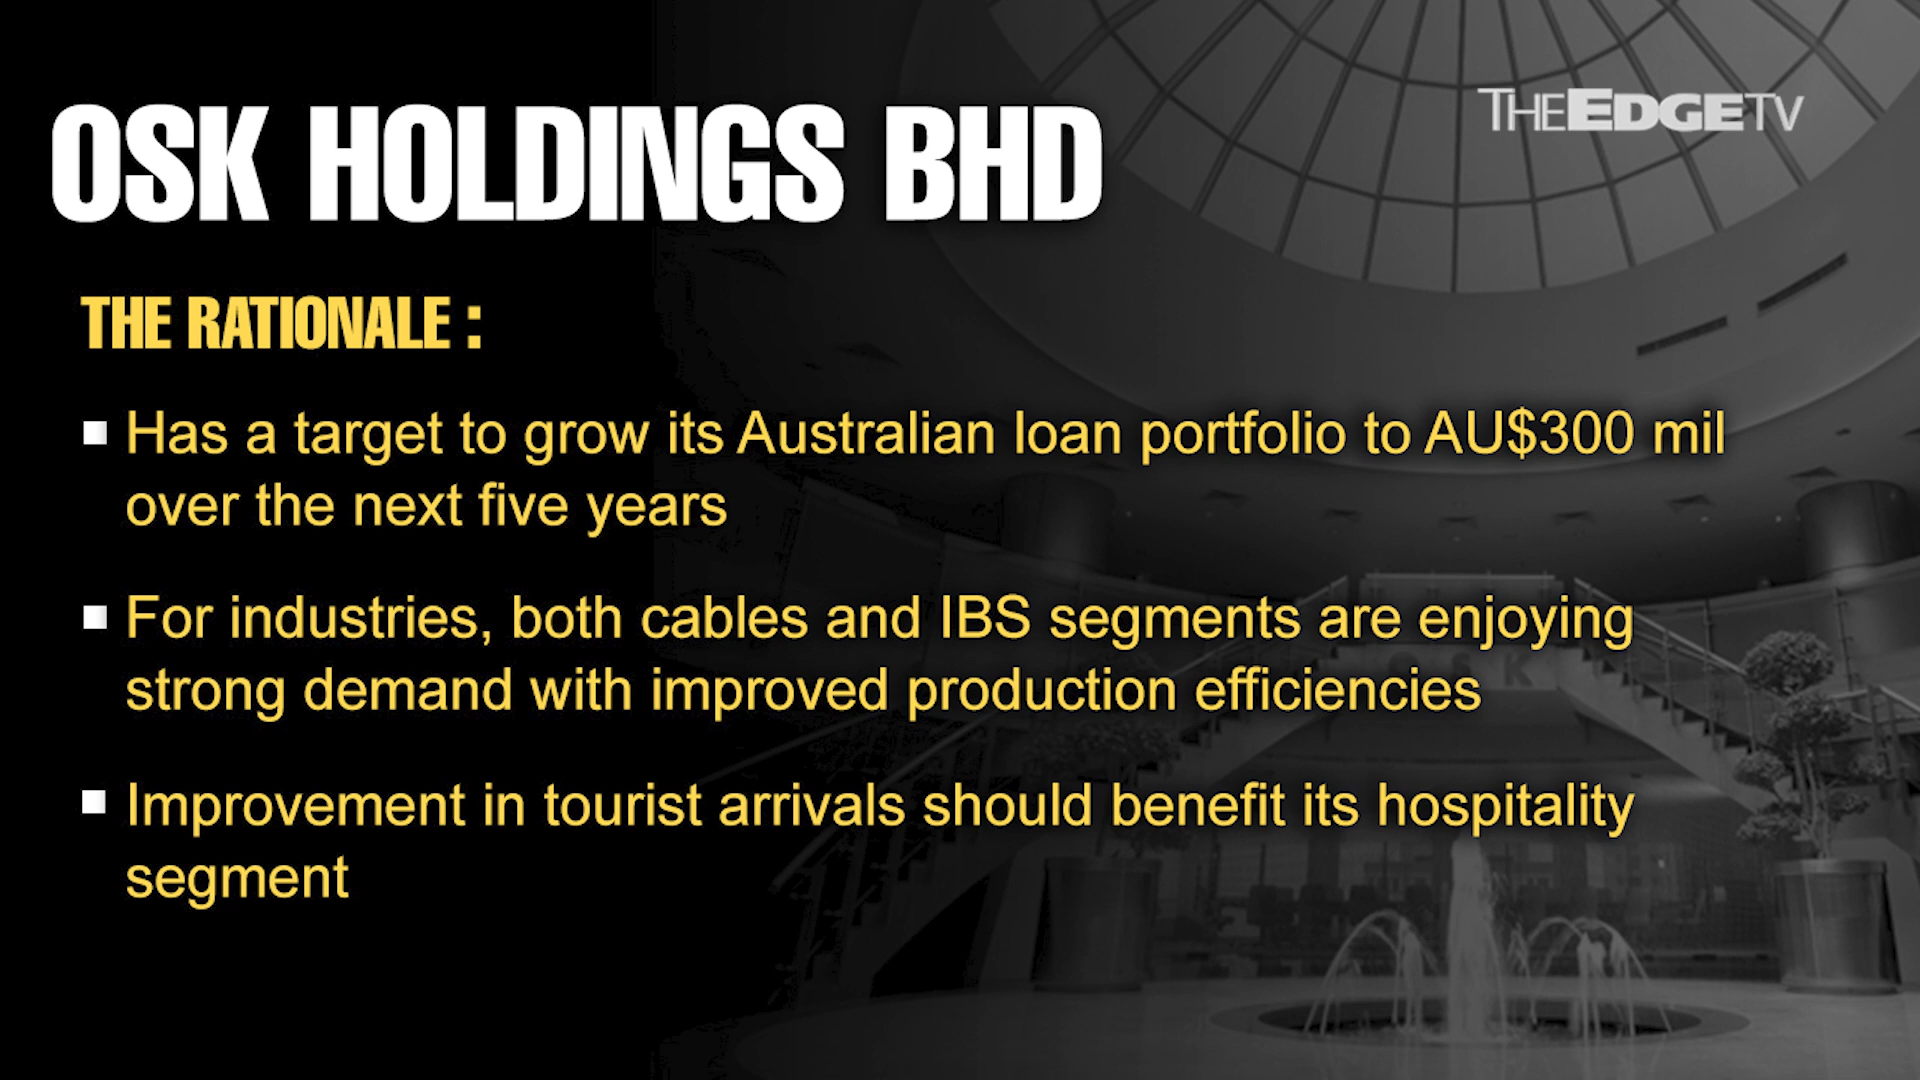 OSK HOLDINGS BHD
THEEDGETV
THE RATIONALE :
Has a target to grow its Australian loan portfolio to AU$300 mil
over the next five years
For industries, both cables and IBS segments are enjoying
strong demand with improved production efficiencies
Improvement in tourist arrivals should benefit its hospitality
segment
OSK